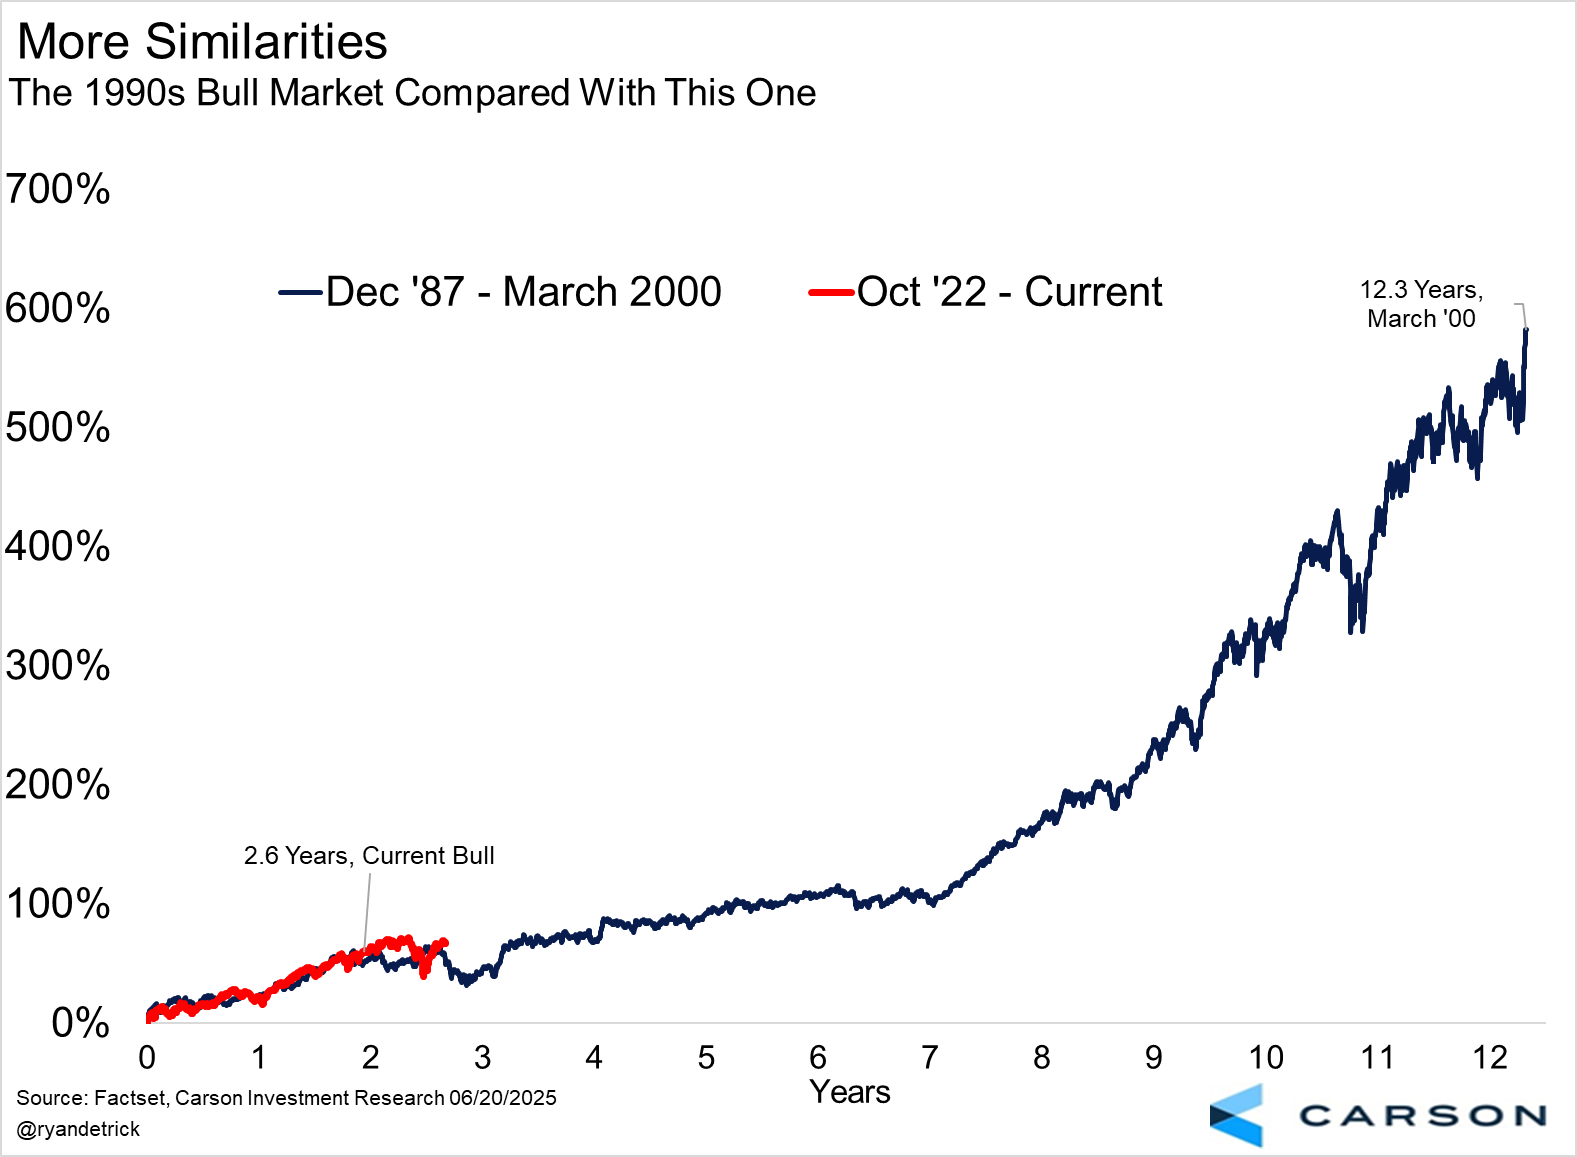 More Similarities
The 1990s Bull Market Compared With This One
700%
600%
500%
400%
300%
200%
100%
0%
Dec '87 - March 2000
Oct '22 - Current
12.3 Years,
March '00
2.6 Years, Current Bull
0 1 2 3 4 5 6 7 8 9 10 11 12
Years
Source: Factset, Carson Investment Research 06/20/2025
@ryandetrick
CARSON